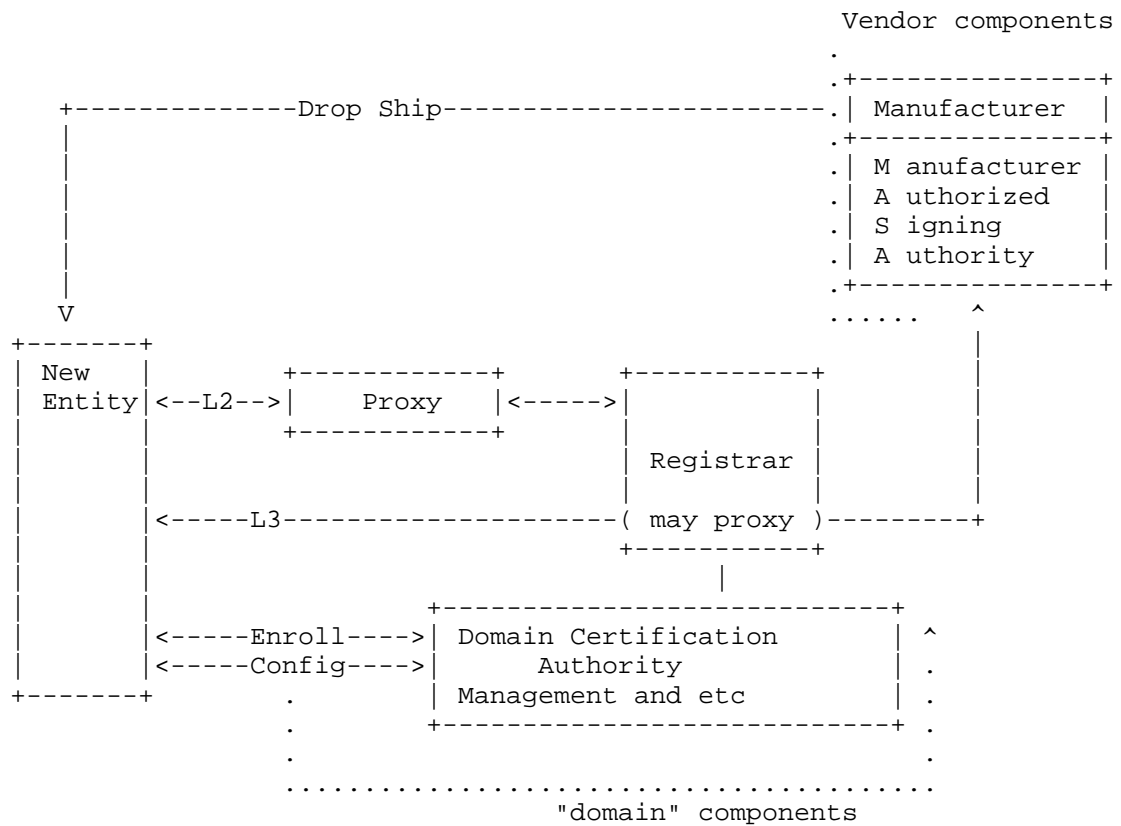 Vendor components
Drop Ship
Manufacturer
M anufacturer
A uthorized
S igning
A uthority
New
Entity
<--L2-->
Proxy
<----->
Registrar
<-----L3
( may proxy )
<-----Enroll---->
Domain Certification
<-----Config---->
Authority
Management and etc
"domain" components